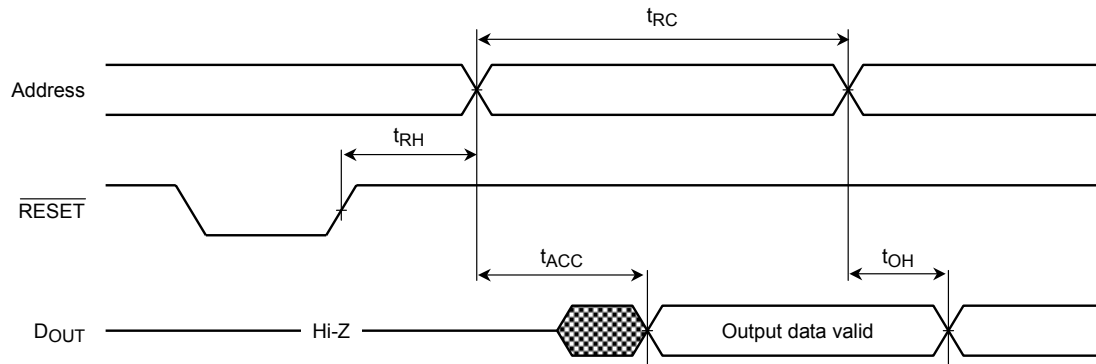 tRC
Address
tRH
RESET
tACC
tOH
DOUT
Hi-Z
Output data valid